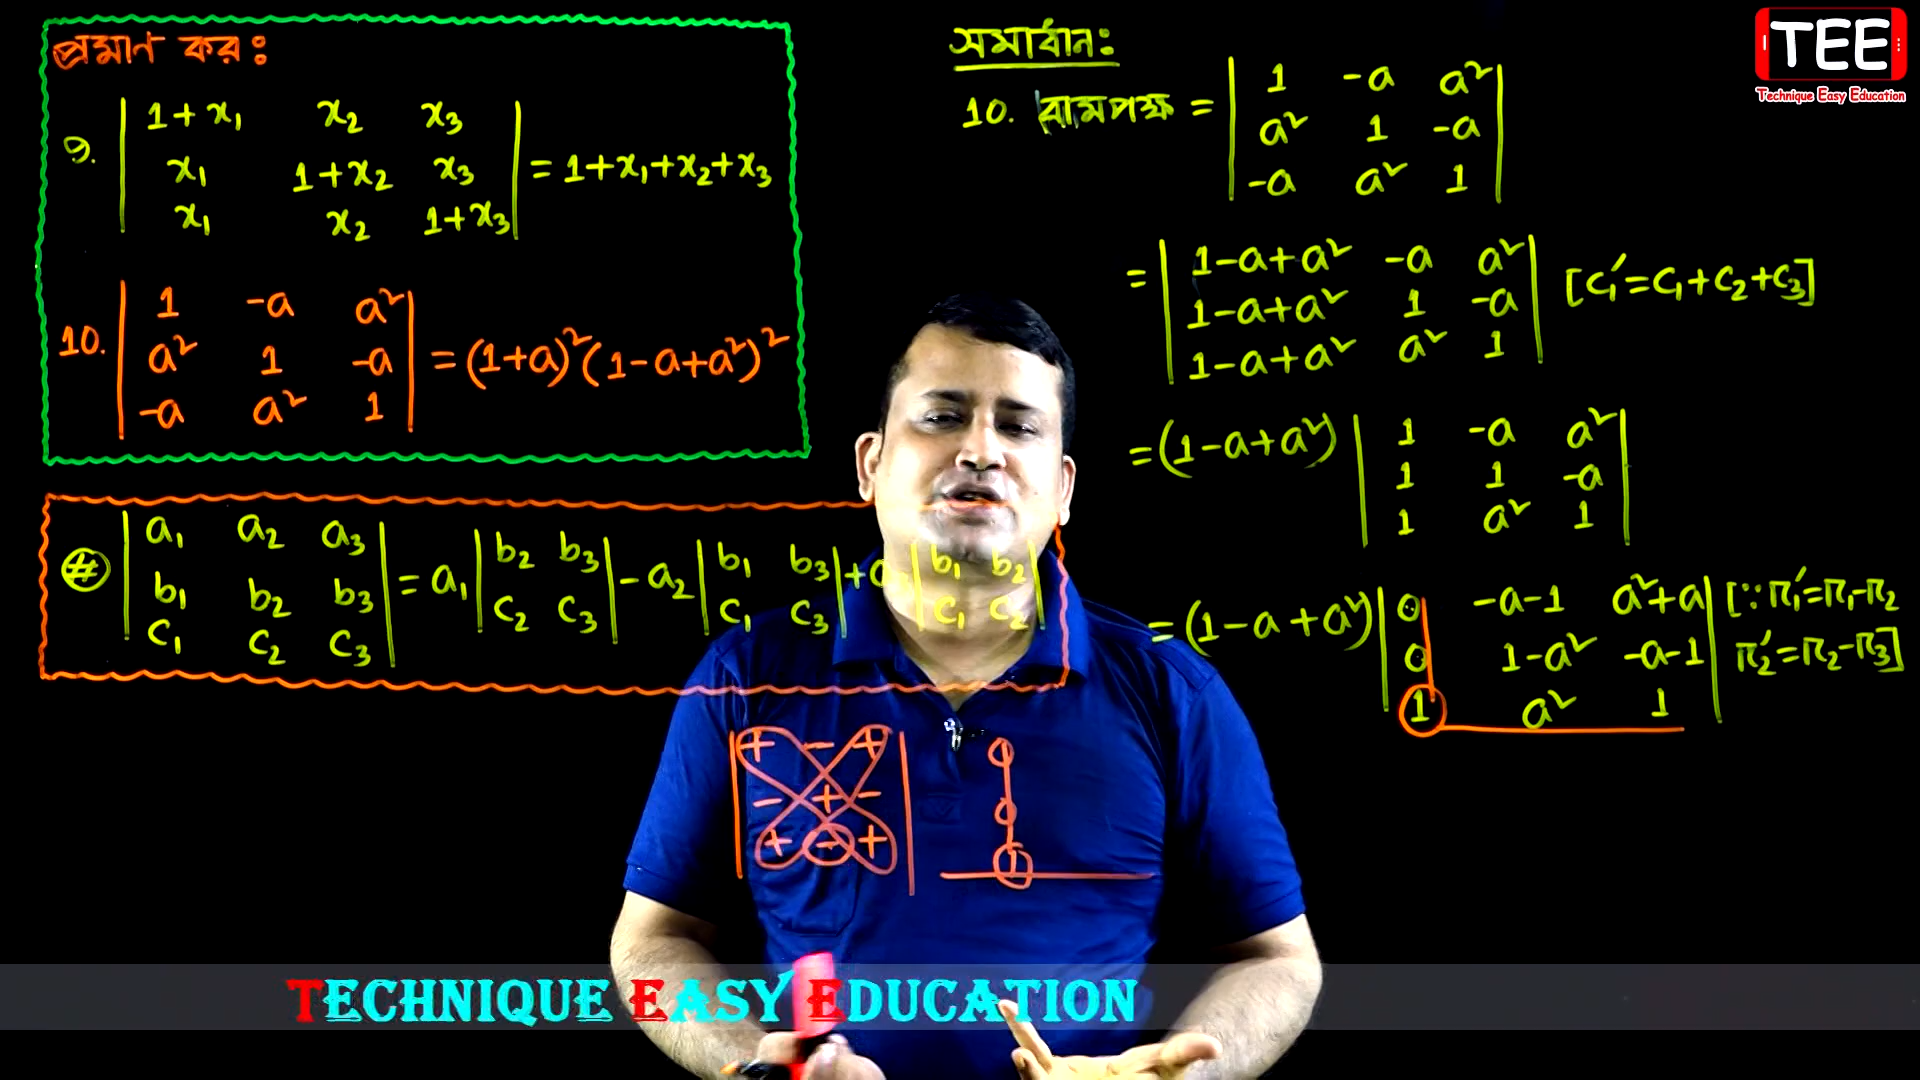 প্রমাণ কর:
9. | 1+x₁ x₂ x₃ |
| x₁ 1+x₂ x₃ | = 1+x₁+x₂+x₃
| x₁ x₂ 1+x₃ |
10. | 1 -a a² |
| a² 1 -a | = (1+a)²(1-a+a²)²
| -a a² 1 |
# | a₁ a₂ a₃ |
| b₁ b₂ b₃ | = a₁ | b₂ b₃ | - a₂ | b₁ b₃ | + | b₁ b₂ |
| c₁ c₂ c₃ | | c₂ c₃ | | c₁ c₃ | | c₁ c₂ |
সমাধান:
10. বামপক্ষ = | 1 -a a² |
| a² 1 -a |
| -a a² 1 |
= | 1-a+a² -a a² |
| 1-a+a² 1 -a | [c₁′=c₁+c₂+c₃]
| 1-a+a² a² 1 |
= (1-a+a²) | 1 -a a² |
| 1 1 -a |
| 1 a² 1 |
= (1-a+a²) | 0 -a-1 a²+a | [∵ r₁′=r₁-r₂
| 0 1-a² -a-1 | r₂′=r₂-r₃]
| 1 a² 1 |
| + - + |
| - + - |
| + - + |
0
0
1
TEE
Technique Easy Education
TECHNIQUE EASY EDUCATION